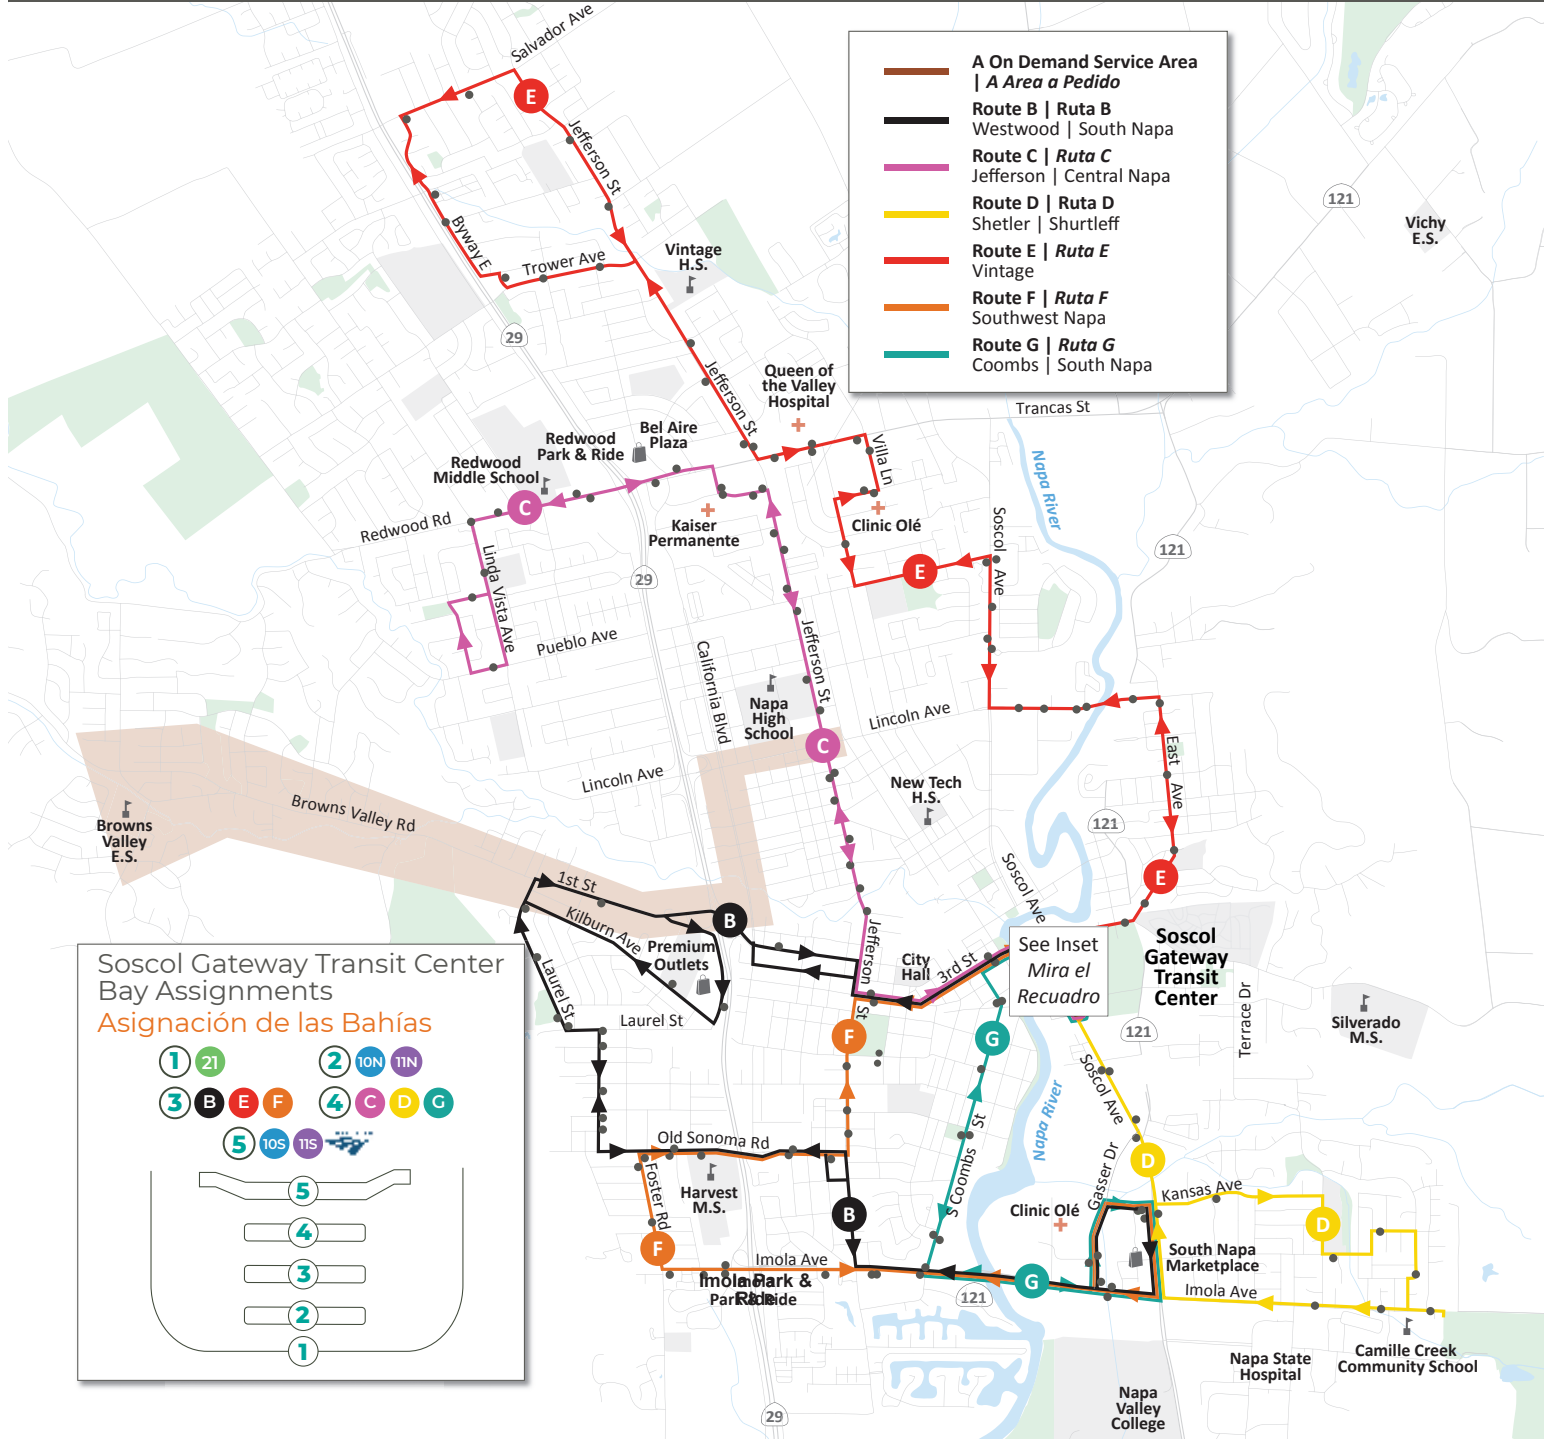 Salvador Ave
E
Jefferson St
Byway E
Trower Ave
Vintage
H.S.
29
A On Demand Service Area
| A Area a Pedido
Route B | Ruta B
Westwood | South Napa
Route C | Ruta C
Jefferson | Central Napa
Route D | Ruta D
Shetler | Shurtleff
Route E | Ruta E
Vintage
Route F | Ruta F
Southwest Napa
Route G | Ruta G
Coombs | South Napa
121
Vichy
E.S.
Jefferson St
Queen of
the Valley
Hospital
Trancas St
Bel Aire
Plaza
Redwood
Park & Ride
Redwood
Middle School
C
Redwood Rd
Kaiser
Permanente
Villa Ln
Clinic Olé
Napa River
Soscol Ave
121
E
29
Linda Vista Ave
Pueblo Ave
California Blvd
Jefferson St
Napa
High
School
Lincoln Ave
C
Lincoln Ave
East Ave
New Tech
H.S.
121
Browns Valley Rd
Browns
Valley
E.S.
Soscol Ave
E
1st St
Kilburn Ave
B
Premium
Outlets
Laurel St
Laurel St
Jefferson St
City
Hall
3rd St
See Inset
Mira el
Recuadro
Soscol
Gateway
Transit
Center
121
Terrace Dr
Silverado
M.S.
F
G
Soscol Ave
Napa River
Soscol Gateway Transit Center
Bay Assignments
Asignación de las Bahías
1 21 2 10N 11N
3 B E F 4 C D G
5 10S 11S
5
4
3
2
1
Old Sonoma Rd
Foster Rd
Harvest
M.S.
B
F
S Coombs St
Clinic Olé
Gasser Dr
D
Kansas Ave
D
South Napa
Marketplace
Imola Ave
Imola Park &
Ride
Imola
Park & Ride
G
121
Imola Ave
Camille Creek
Community School
Napa State
Hospital
Napa
Valley
College
29